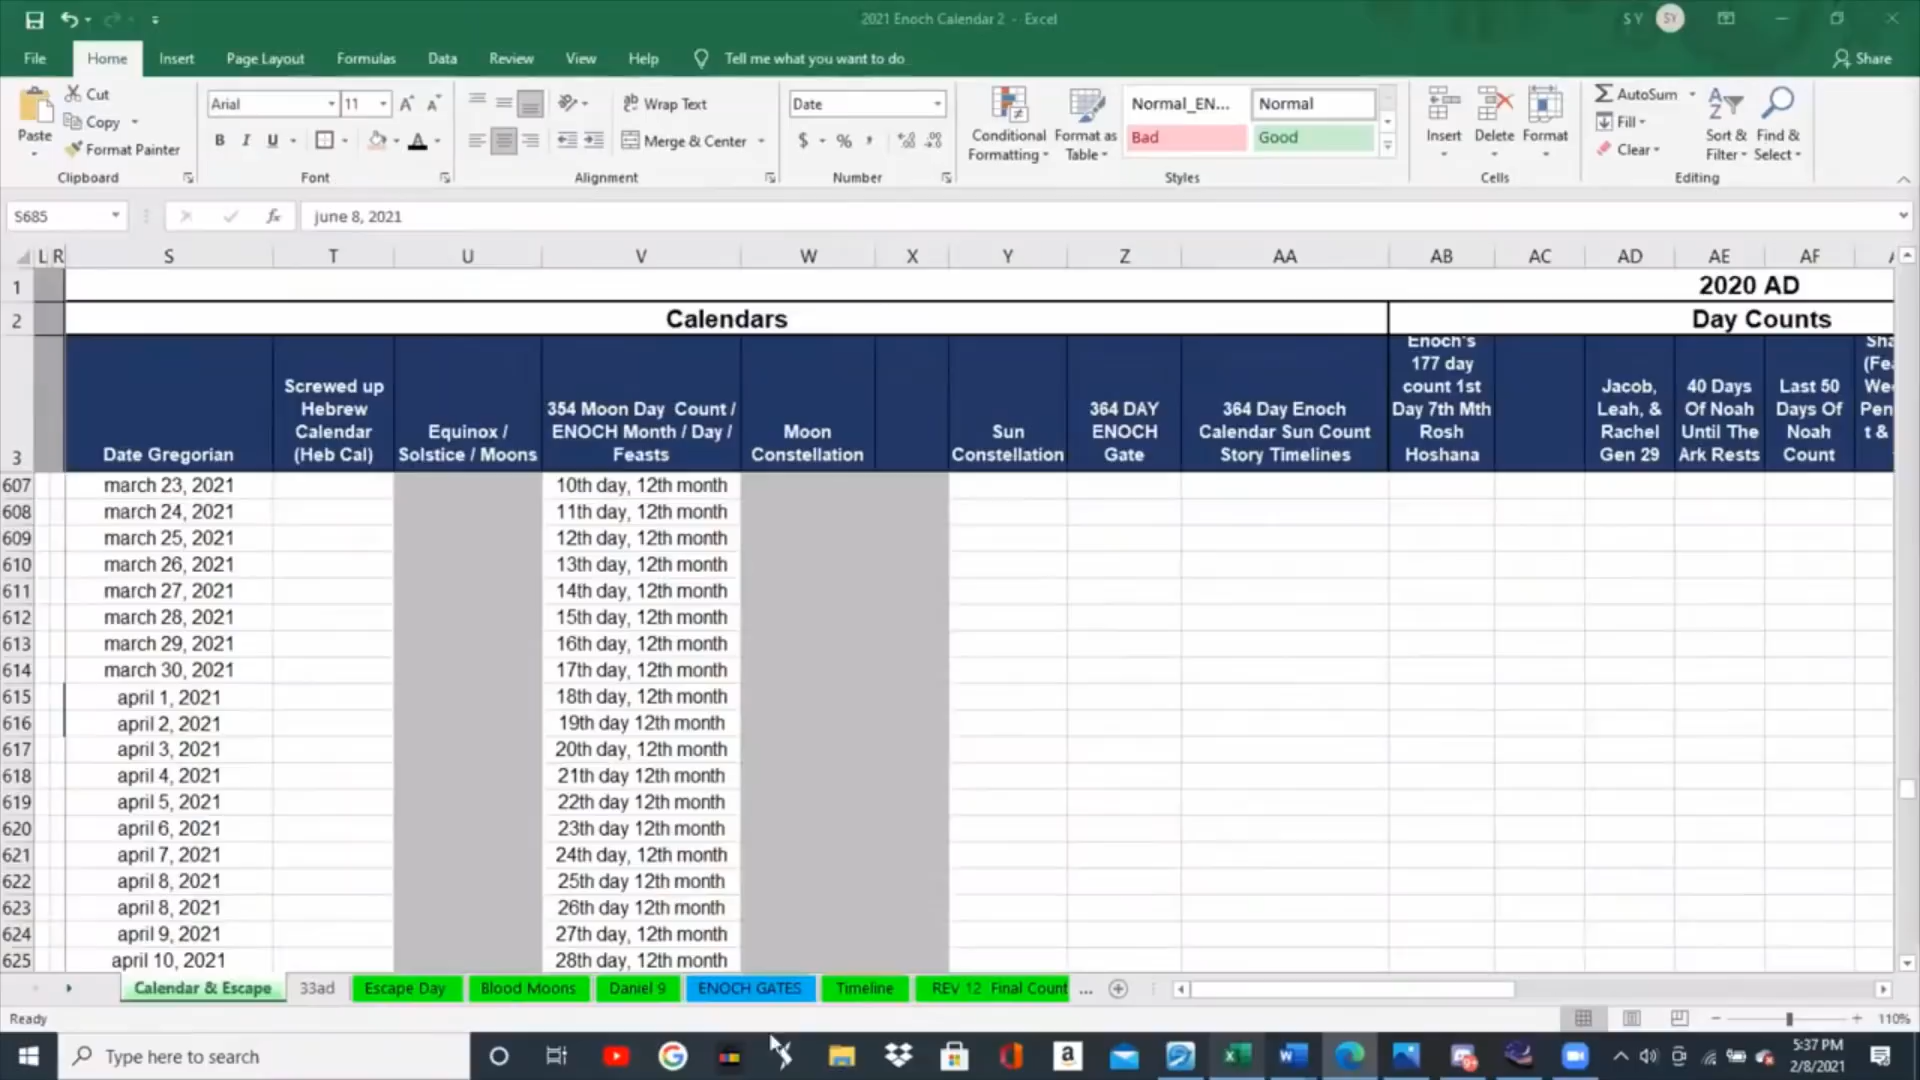 2021 Enoch Calendar 2 - Excel
S Y
SY
File Home Insert Page Layout Formulas Data Review View Help Tell me what you want to do
Share
Paste
Cut
Copy
Format Painter
Clipboard
Arial 11
B I U
Font
Wrap Text
Merge & Center
Alignment
Date
$ %
Number
Conditional Formatting
Format as Table
Normal_EN...
Normal
Bad
Good
Styles
Insert Delete Format
Cells
AutoSum
Fill
Clear
Sort & Filter
Find & Select
Editing
S685
fx
june 8, 2021
L R S T U V W X Y Z AA AB AC AD AE AF
1 2020 AD
2 Calendars Day Counts
3
Date Gregorian
Screwed up
Hebrew
Calendar
(Heb Cal)
Equinox /
Solstice / Moons
354 Moon Day Count /
ENOCH Month / Day /
Feasts
Moon
Constellation
Sun
Constellation
364 DAY
ENOCH
Gate
364 Day Enoch
Calendar Sun Count
Story Timelines
Enoch's
177 day
count 1st
Day 7th Mth
Rosh
Hoshana
Jacob,
Leah, &
Rachel
Gen 29
40 Days
Of Noah
Until The
Ark Rests
Last 50
Days Of
Noah
Count
Sha
(Fea
We
Pen
t &
607 march 23, 2021 10th day, 12th month
608 march 24, 2021 11th day, 12th month
609 march 25, 2021 12th day, 12th month
610 march 26, 2021 13th day, 12th month
611 march 27, 2021 14th day, 12th month
612 march 28, 2021 15th day, 12th month
613 march 29, 2021 16th day, 12th month
614 march 30, 2021 17th day, 12th month
615 april 1, 2021 18th day, 12th month
616 april 2, 2021 19th day 12th month
617 april 3, 2021 20th day, 12th month
618 april 4, 2021 21th day 12th month
619 april 5, 2021 22th day 12th month
620 april 6, 2021 23th day, 12th month
621 april 7, 2021 24th day, 12th month
622 april 8, 2021 25th day 12th month
623 april 8, 2021 26th day 12th month
624 april 9, 2021 27th day, 12th month
625 april 10, 2021 28th day, 12th month
Calendar & Escape 33ad Escape Day Blood Moons Daniel 9 ENOCH GATES Timeline REV 12 Final Count ...
Ready
110%
Type here to search
5:37 PM
2/8/2021